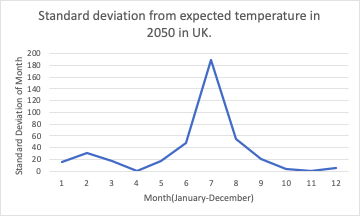 Standard deviation from expected temperature in
2050 in UK.
Standard Deviation of Month
200
180
160
140
120
100
80
60
40
20
0
1 2 3 4 5 6 7 8 9 10 11 12
Month(January-December)